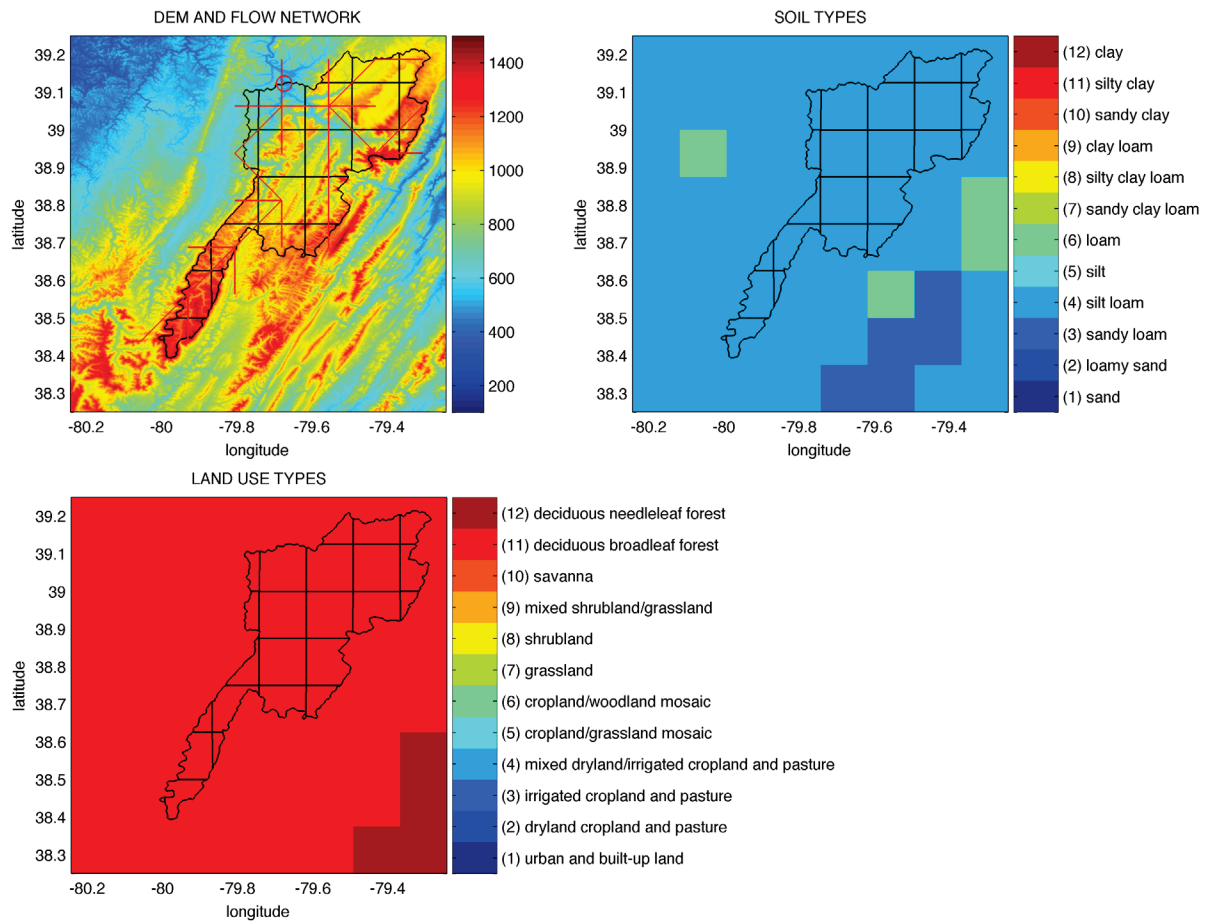 DEM AND FLOW NETWORK
39.2
39.1
39
38.9
38.8
38.7
38.6
38.5
38.4
38.3
latitude
-80.2
-80
-79.8
-79.6
-79.4
longitude
1400
1200
1000
800
600
400
200
SOIL TYPES
39.2
39.1
39
38.9
38.8
38.7
38.6
38.5
38.4
38.3
latitude
-80.2
-80
-79.8
-79.6
-79.4
longitude
(12) clay
(11) silty clay
(10) sandy clay
(9) clay loam
(8) silty clay loam
(7) sandy clay loam
(6) loam
(5) silt
(4) silt loam
(3) sandy loam
(2) loamy sand
(1) sand
LAND USE TYPES
39.2
39.1
39
38.9
38.8
38.7
38.6
38.5
38.4
38.3
latitude
-80.2
-80
-79.8
-79.6
-79.4
longitude
(12) deciduous needleleaf forest
(11) deciduous broadleaf forest
(10) savanna
(9) mixed shrubland/grassland
(8) shrubland
(7) grassland
(6) cropland/woodland mosaic
(5) cropland/grassland mosaic
(4) mixed dryland/irrigated cropland and pasture
(3) irrigated cropland and pasture
(2) dryland cropland and pasture
(1) urban and built-up land